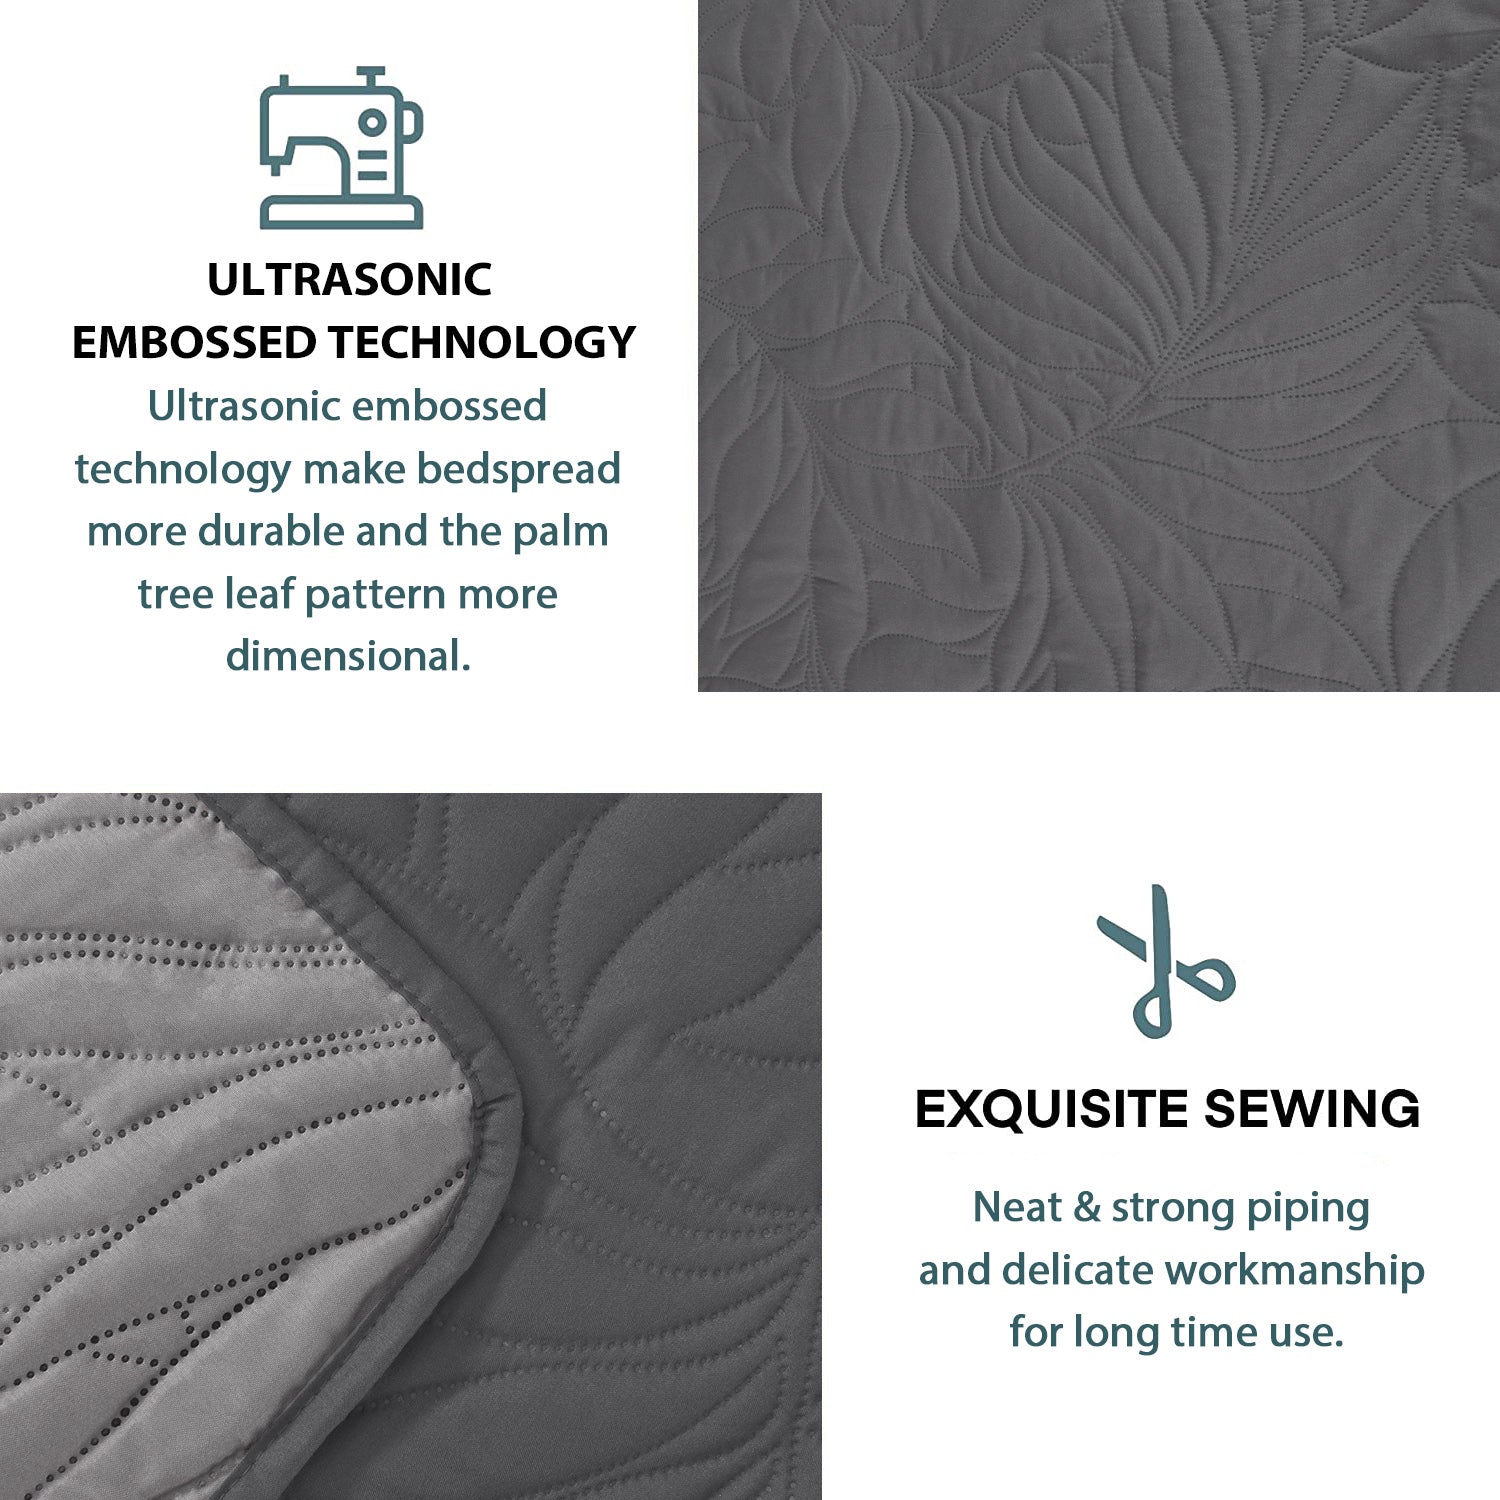 ULTRASONIC
EMBOSSED TECHNOLOGY
Ultrasonic embossed
technology make bedspread
more durable and the palm
tree leaf pattern more
dimensional.
EXQUISITE SEWING
Neat & strong piping
and delicate workmanship
for long time use.